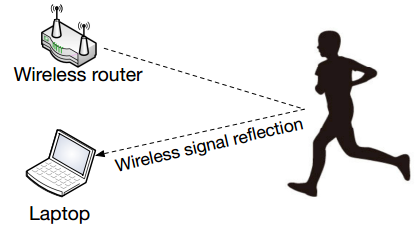 Wireless router
Wireless signal reflection
Laptop